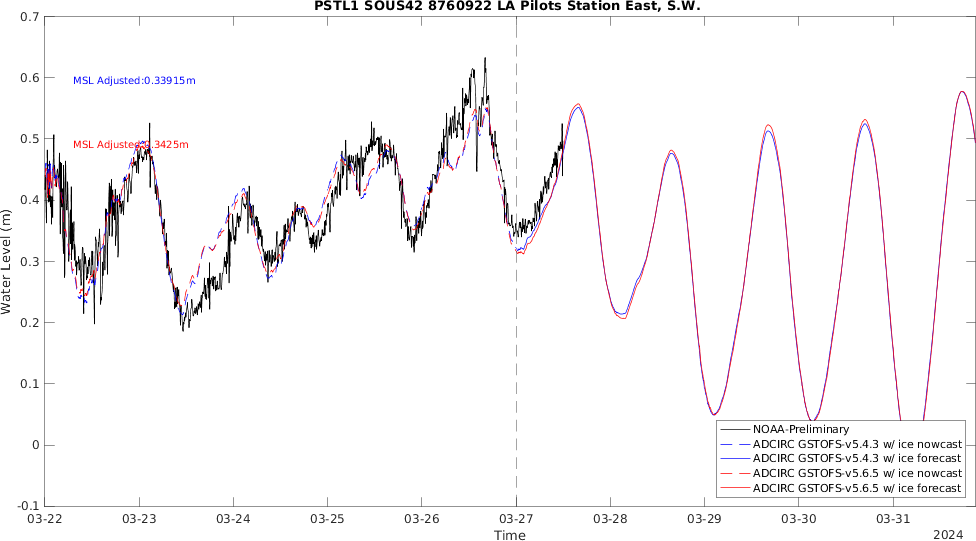 PSTL1 SOUS42 8760922 LA Pilots Station East, S.W.
0.7
0.6
0.5
0.4
0.3
0.2
0.1
0
-0.1
Water Level (m)
MSL Adjusted:0.33915m
MSL Adjusted:0.3425m
NOAA-Preliminary
ADCIRC GSTOFS-v5.4.3 w/ ice nowcast
ADCIRC GSTOFS-v5.4.3 w/ ice forecast
ADCIRC GSTOFS-v5.6.5 w/ ice nowcast
ADCIRC GSTOFS-v5.6.5 w/ ice forecast
03-22 03-23 03-24 03-25 03-26 03-27 03-28 03-29 03-30 03-31
Time
2024